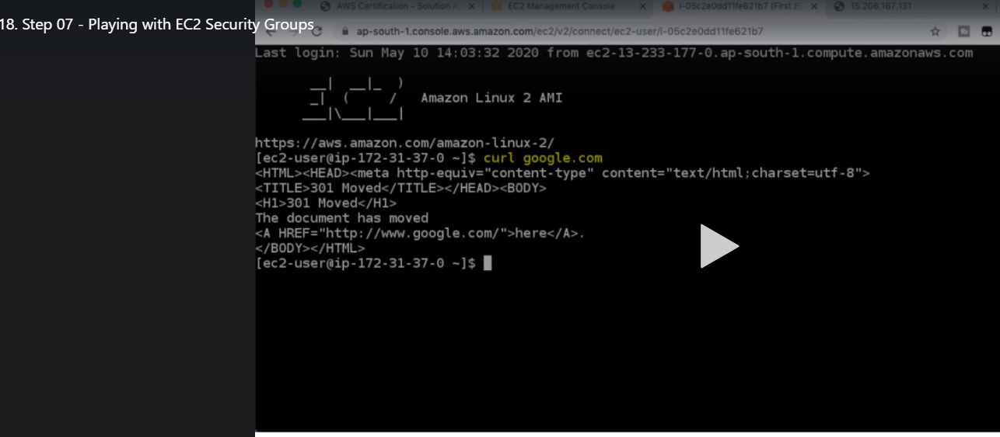 18. Step 07 - Playing with EC2 Security Groups
AWS Certification - Solution A
EC2 Management Console
i-05c2e0dd11fe621b7 (First EC
15.206.167.131
ap-south-1.console.aws.amazon.com/ec2/v2/connect/ec2-user/i-05c2e0dd11fe621b7
Last login: Sun May 10 14:03:32 2020 from ec2-13-233-177-0.ap-south-1.compute.amazonaws.com
__|  __|_  )
_|  (     /   Amazon Linux 2 AMI
___|\___|___|
https://aws.amazon.com/amazon-linux-2/
[ec2-user@ip-172-31-37-0 ~]$ curl google.com
<HTML><HEAD><meta http-equiv="content-type" content="text/html;charset=utf-8">
<TITLE>301 Moved</TITLE></HEAD><BODY>
<H1>301 Moved</H1>
The document has moved
<A HREF="http://www.google.com/">here</A>.
</BODY></HTML>
[ec2-user@ip-172-31-37-0 ~]$